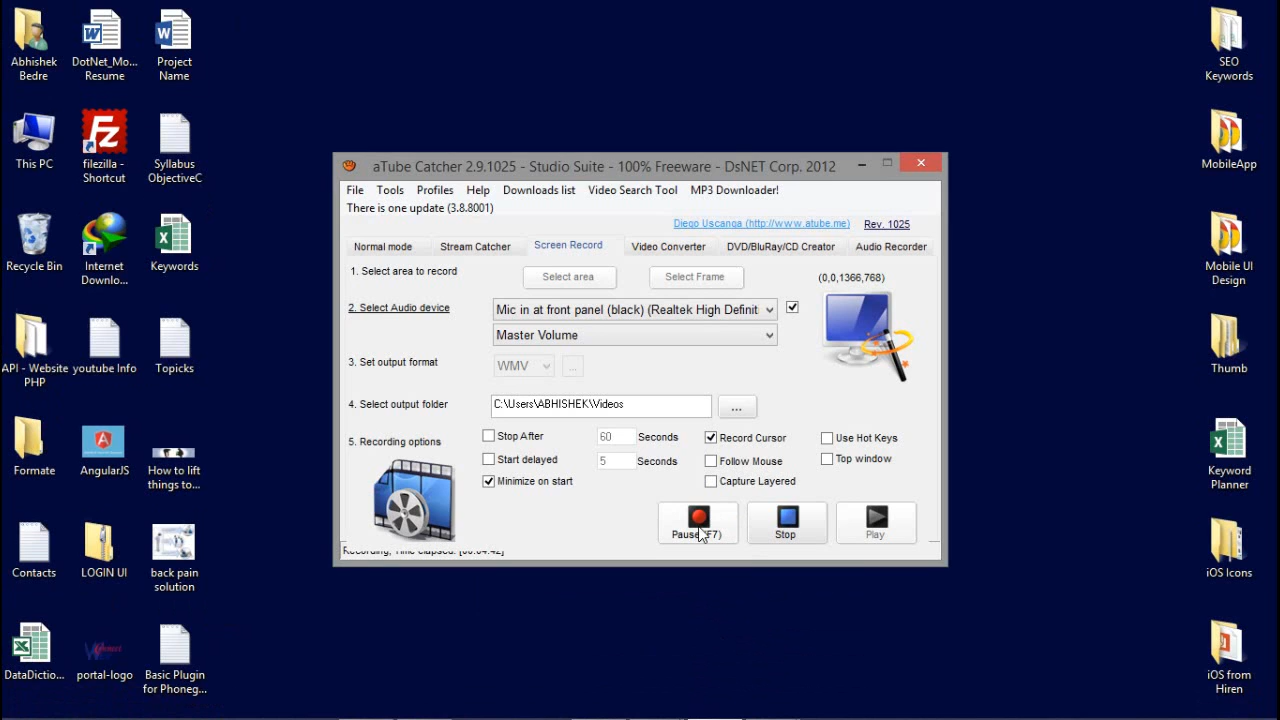 Abhishek
Bedre
DotNet_Mo...
Resume
Project
Name
This PC
filezilla -
Shortcut
Syllabus
ObjectiveC
Recycle Bin
Internet
Downlo...
Keywords
API - Website
PHP
youtube Info
Topicks
Formate
AngularJS
How to lift
things to...
Contacts
LOGIN UI
back pain
solution
DataDictio...
portal-logo
Basic Plugin
for Phoneg...
aTube Catcher 2.9.1025 - Studio Suite - 100% Freeware - DsNET Corp. 2012
File Tools Profiles Help Downloads list Video Search Tool MP3 Downloader!
There is one update (3.8.8001)
Diego Uscanga (http://www.atube.me) Rev. 1025
Normal mode Stream Catcher Screen Record Video Converter DVD/BluRay/CD Creator Audio Recorder
1. Select area to record Select area Select Frame (0,0,1366,768)
2. Select Audio device Mic in at front panel (black) (Realtek High Definit
Master Volume
3. Set output format WMV ...
4. Select output folder C:\Users\ABHISHEK\Videos ...
5. Recording options Stop After 60 Seconds Record Cursor Use Hot Keys
Start delayed 5 Seconds Follow Mouse Top window
Minimize on start Capture Layered
Pause (F7) Stop Play
Recording, Time elapsed: [00:04:42]
SEO
Keywords
MobileApp
Mobile UI
Design
Thumb
Keyword
Planner
iOS Icons
iOS from
Hiren